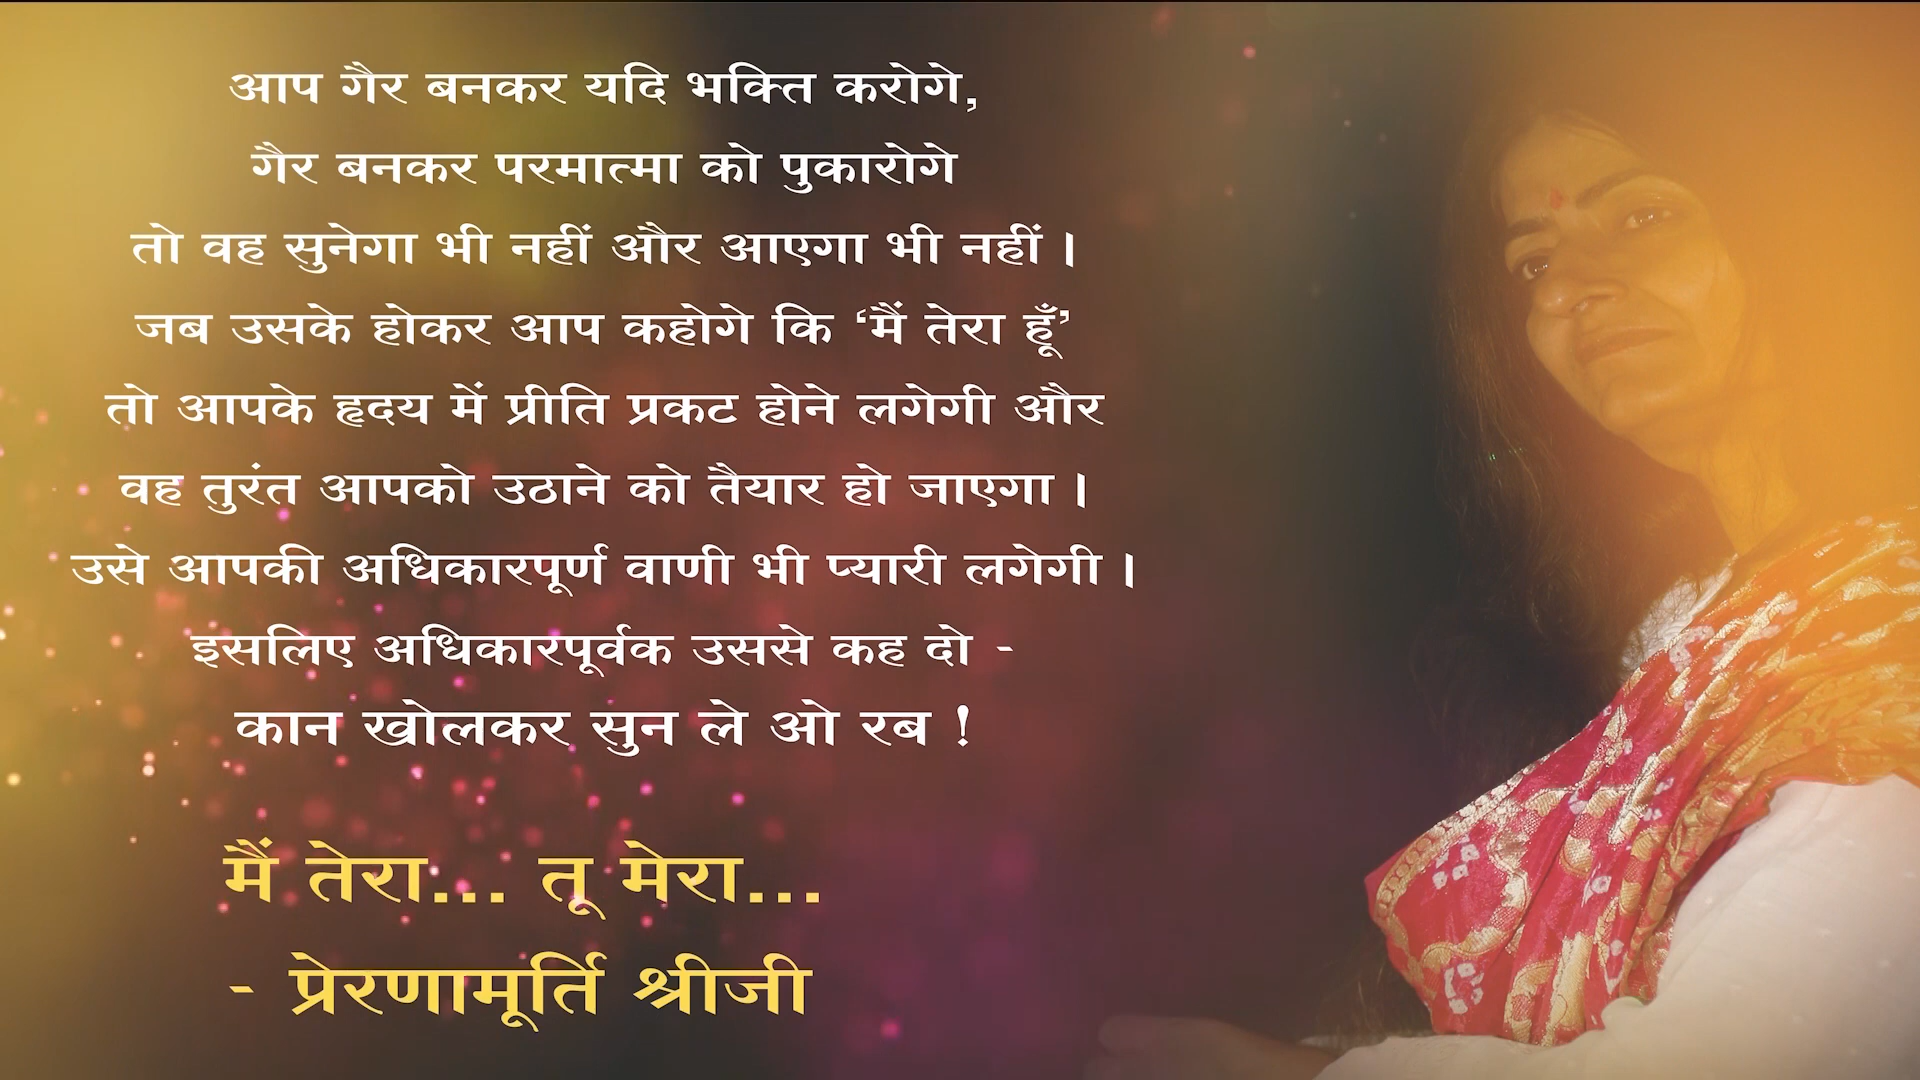 आप गैर बनकर यदि भक्ति करोगे,
गैर बनकर परमात्मा को पुकारोगे
तो वह सुनेगा भी नहीं और आएगा भी नहीं ।
जब उसके होकर आप कहोगे कि ‘मैं तेरा हूँ’
तो आपके हृदय में प्रीति प्रकट होने लगेगी और
वह तुरंत आपको उठाने को तैयार हो जाएगा ।
उसे आपकी अधिकारपूर्ण वाणी भी प्यारी लगेगी ।
इसलिए अधिकारपूर्वक उससे कह दो -
कान खोलकर सुन ले ओ रब !
मैं तेरा... तू मेरा...
- प्रेरणामूर्ति श्रीजी